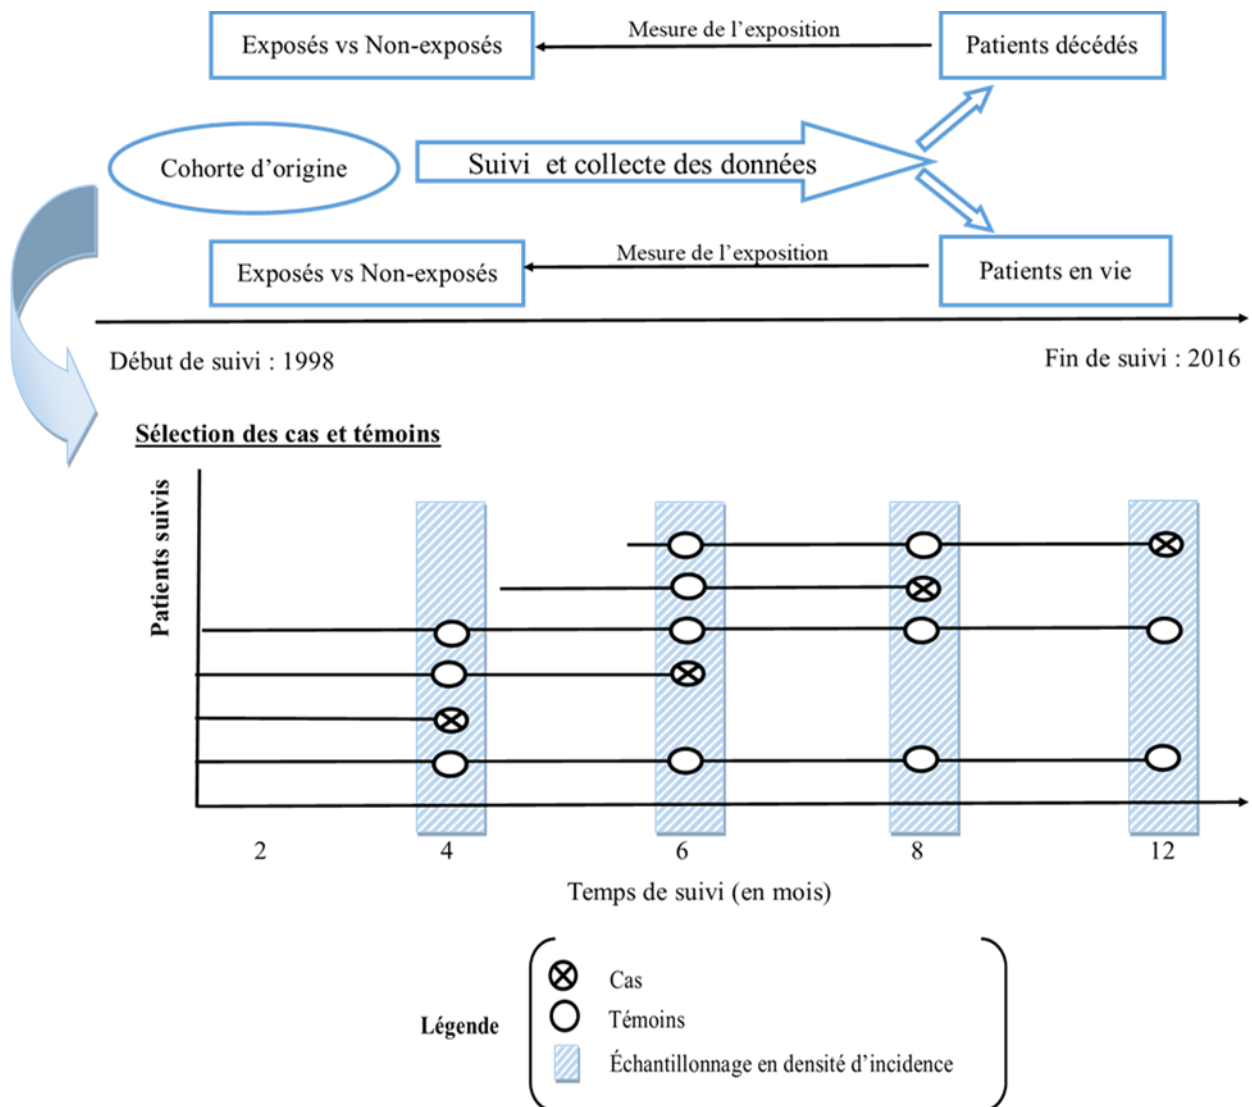 Exposés vs Non-exposés
Mesure de l’exposition
Patients décédés
Cohorte d’origine
Suivi et collecte des données
Exposés vs Non-exposés
Mesure de l’exposition
Patients en vie
Début de suivi : 1998
Fin de suivi : 2016
Sélection des cas et témoins
Patients suivis
2 4 6 8 12
Temps de suivi (en mois)
Légende
Cas
Témoins
Échantillonnage en densité d’incidence